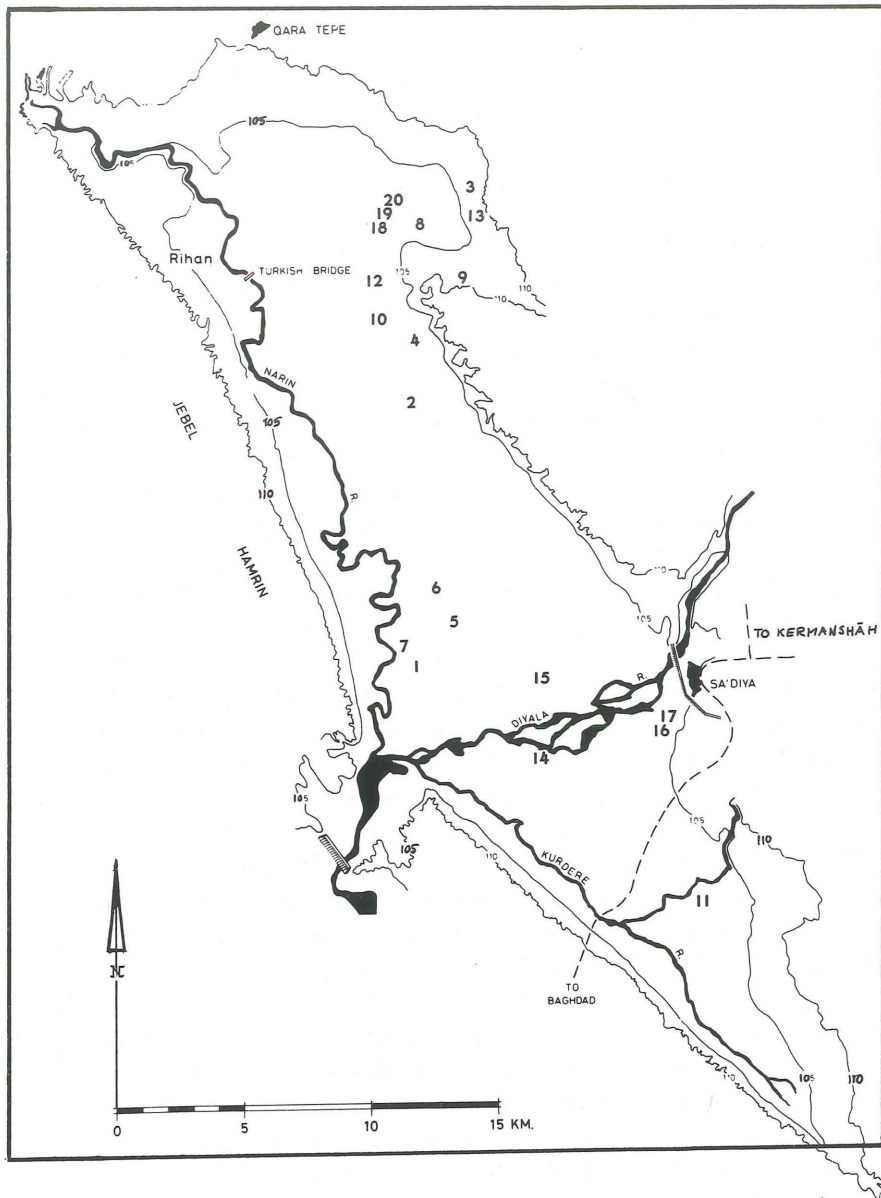 QARA TEPE
105
105
3
20
19
13
18
8
Rihan
TURKISH BRIDGE
105
12
9
110
10
4
NARIN
2
JEBEL
105
110
R.
HAMRIN
110
6
105
5
TO KERMANSHĀH
7
1
15
R.
SA'DIYA
DIYALA
17
16
14
105
105
105
110
110
KURDERE
11
R.
N
TO
BAGHDAD
110
105
110
0
5
10
15 KM.